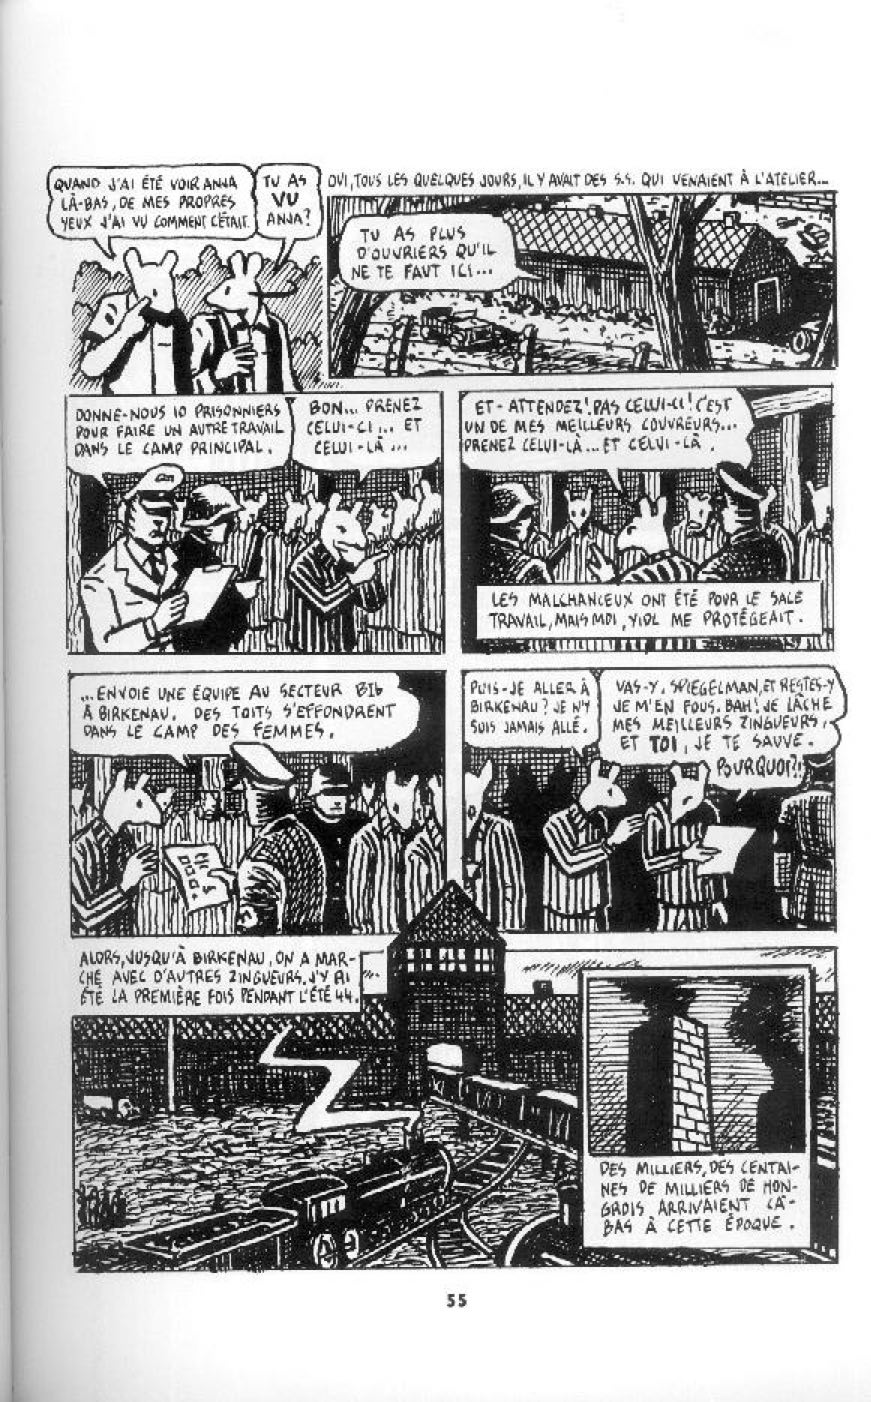 QUAND J'AI ÉTÉ VOIR ANJA
LÀ-BAS, DE MES PROPRES
YEUX J'AI VU COMMENT C'ÉTAIT.
TU AS
VU
ANJA?
OUI, TOUS LES QUELQUES JOURS, IL Y AVAIT DES S.S. QUI VENAIENT À L'ATELIER...
TU AS PLUS
D'OUVRIERS QU'IL
NE TE FAUT ICI...
DONNE-NOUS 10 PRISONNIERS
POUR FAIRE UN AUTRE TRAVAIL
DANS LE CAMP PRINCIPAL.
BON... PRENEZ
CELUI-CI... ET
CELUI-LÀ...
ET- ATTENDEZ! PAS CELUI-CI! C'EST
UN DE MES MEILLEURS COUVREURS...
PRENEZ CELUI-LÀ... ET CELUI-LÀ.
LES MALCHANCEUX ONT ÉTÉ POUR LE SALE
TRAVAIL, MAIS MOI, YIDL ME PROTÉGEAIT.
...ENVOIE UNE ÉQUIPE AU SECTEUR BIb
À BIRKENAU. DES TOITS S'EFFONDRENT
DANS LE CAMP DES FEMMES.
PUIS-JE ALLER À
BIRKENAU? JE N'Y
SUIS JAMAIS ALLÉ.
VAS-Y, SPIEGELMAN, ET RESTES-Y
JE M'EN FOUS. BAH! JE LÂCHE
MES MEILLEURS ZINGUEURS,
ET TOI, JE TE SAUVE.
POURQUOI?!
ALORS, JUSQU'À BIRKENAU, ON A MAR-
CHÉ AVEC D'AUTRES ZINGUEURS. J'Y AI
ÉTÉ LA PREMIÈRE FOIS PENDANT L'ÉTÉ 44.
DES MILLIERS, DES CENTAI-
NES DE MILLIERS DE HON-
GROIS ARRIVAIENT LÀ-
BAS À CETTE ÉPOQUE.
55